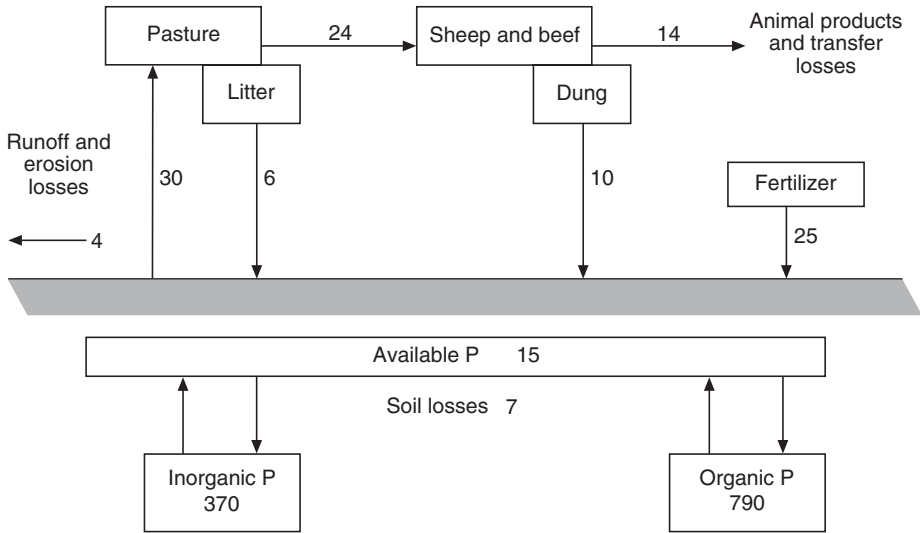 Pasture
24
Sheep and beef
14
Animal products
and transfer
losses
Litter
Dung
Runoff and
erosion
losses
30
6
10
Fertilizer
4
25
Available P 15
Soil losses 7
Inorganic P
370
Organic P
790